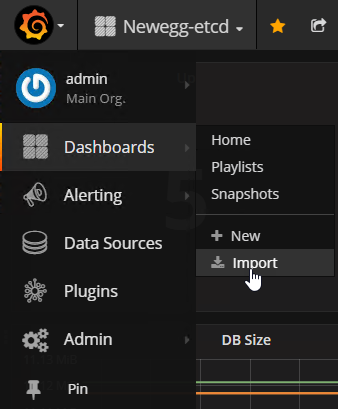 Newegg-etcd
admin
Main Org.
Dashboards
Home
Playlists
Snapshots
New
Import
Alerting
Data Sources
Plugins
Admin
Pin
DB Size